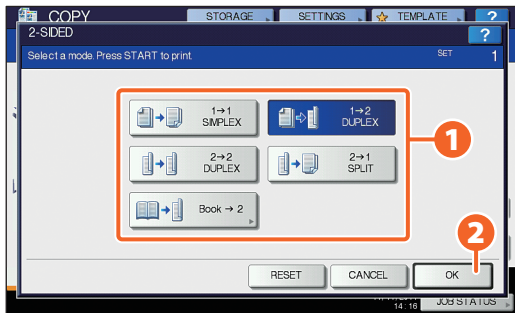 COPY STORAGE SETTINGS TEMPLATE ?
2-SIDED ?
Select a mode. Press START to print. SET 1
1→1
SIMPLEX
1→2
DUPLEX
1
2→2
DUPLEX
2→1
SPLIT
Book → 2
2
RESET CANCEL OK
14:16 JOB STATUS